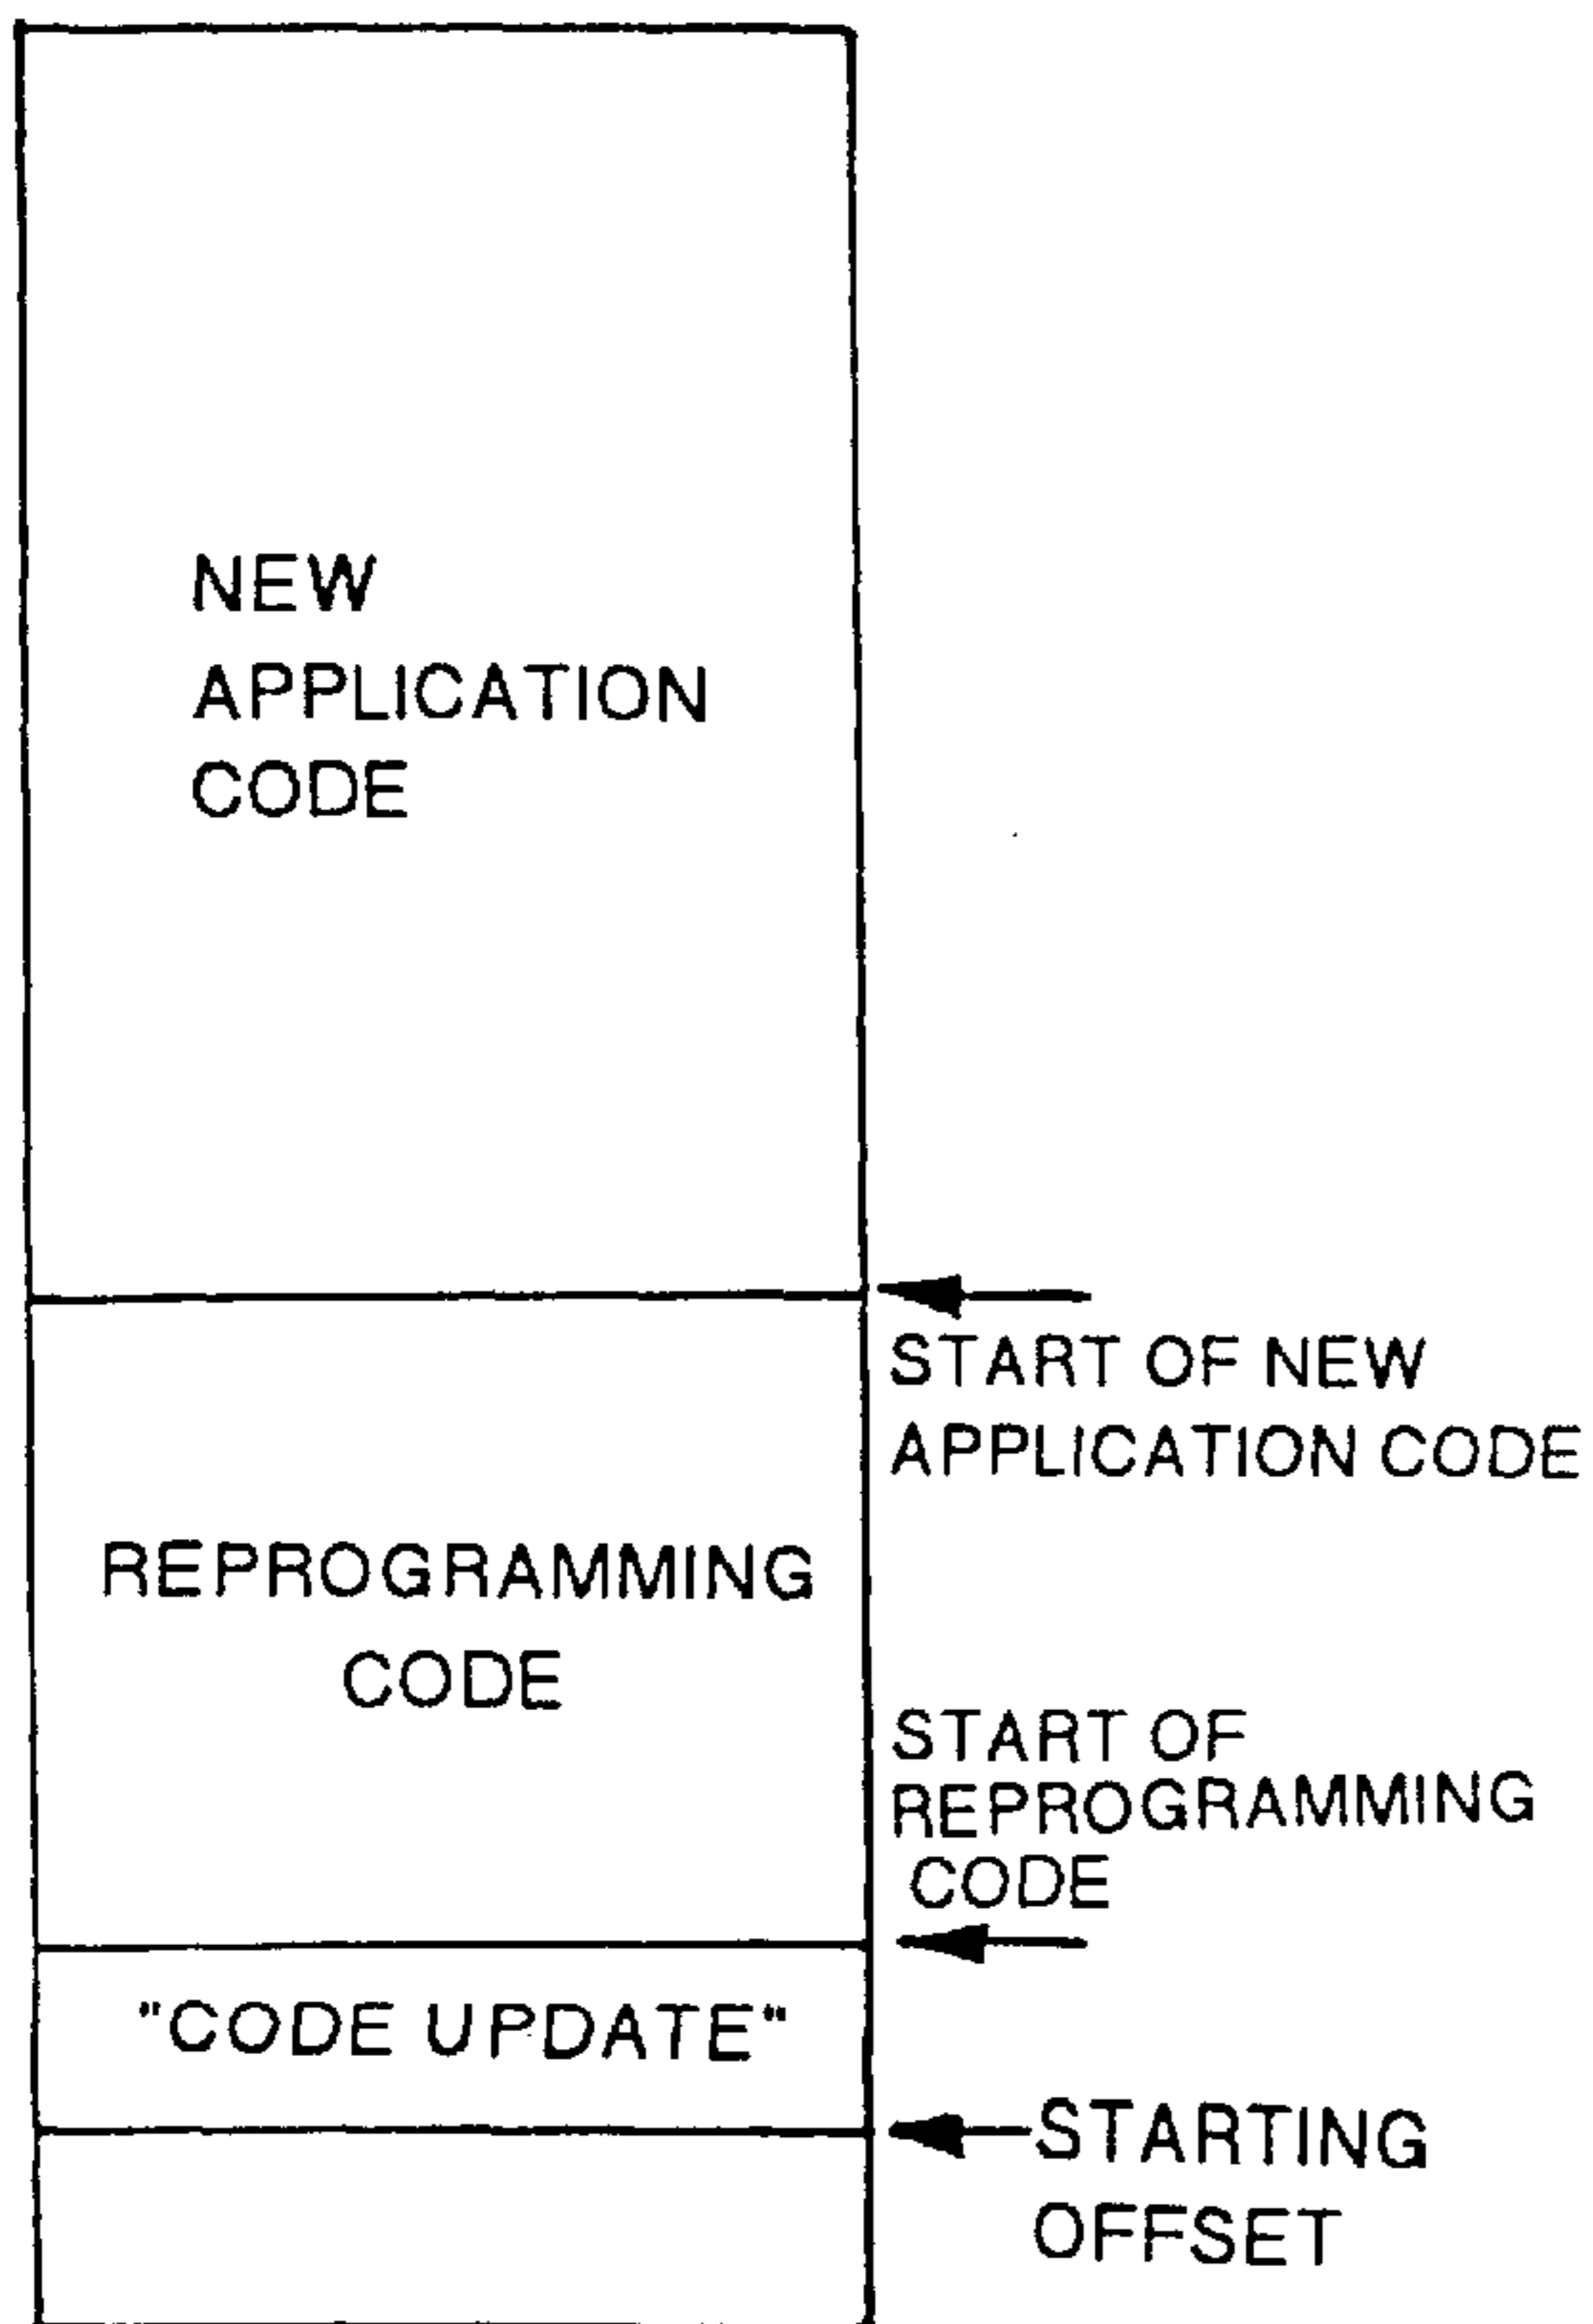 NEW
APPLICATION
CODE
START OF NEW
APPLICATION CODE
REPROGRAMMING
CODE
START OF
REPROGRAMMING
CODE
"CODE UPDATE"
STARTING
OFFSET